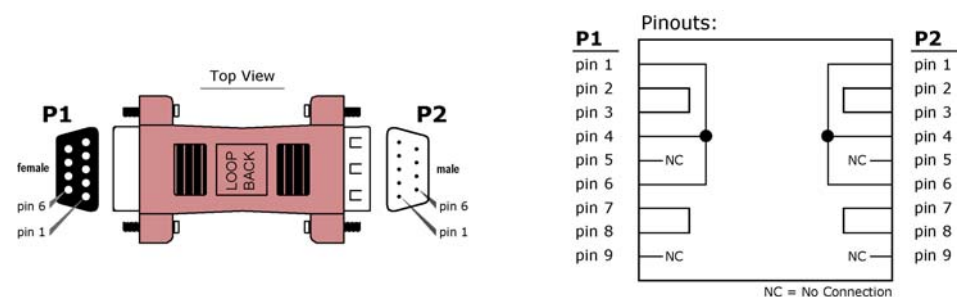 Top View
P1
P2
female
male
pin 6
pin 1
pin 6
pin 1
LOOP
BACK
Pinouts:
P1
P2
pin 1
pin 2
pin 3
pin 4
pin 5
pin 6
pin 7
pin 8
pin 9
NC
NC
NC
NC
pin 1
pin 2
pin 3
pin 4
pin 5
pin 6
pin 7
pin 8
pin 9
NC = No Connection